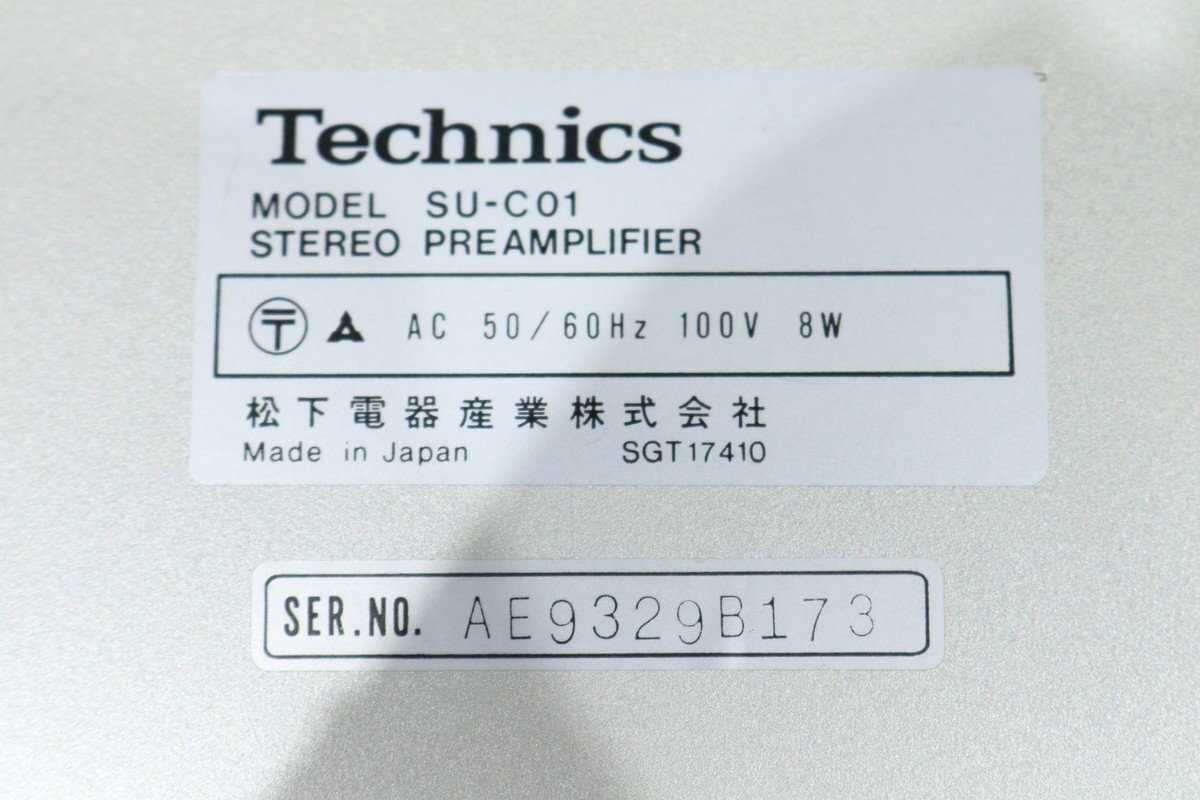 Technics
MODEL SU-C01
STEREO PREAMPLIFIER
〒 AC 50/60Hz 100V 8W
松下電器産業株式会社
Made in Japan SGT17410
SER.NO. AE9329B173